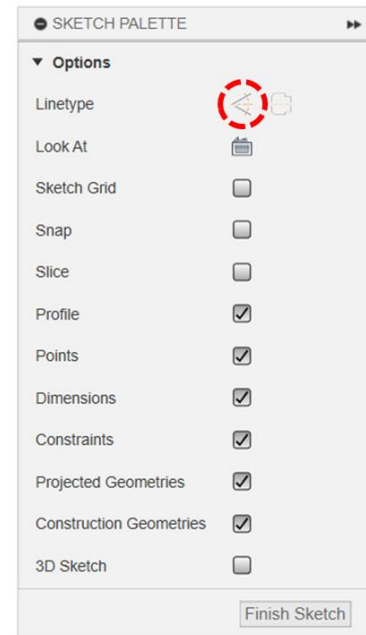 SKETCH PALETTE
Options
Linetype
Look At
Sketch Grid
Snap
Slice
Profile
Points
Dimensions
Constraints
Projected Geometries
Construction Geometries
3D Sketch
Finish Sketch